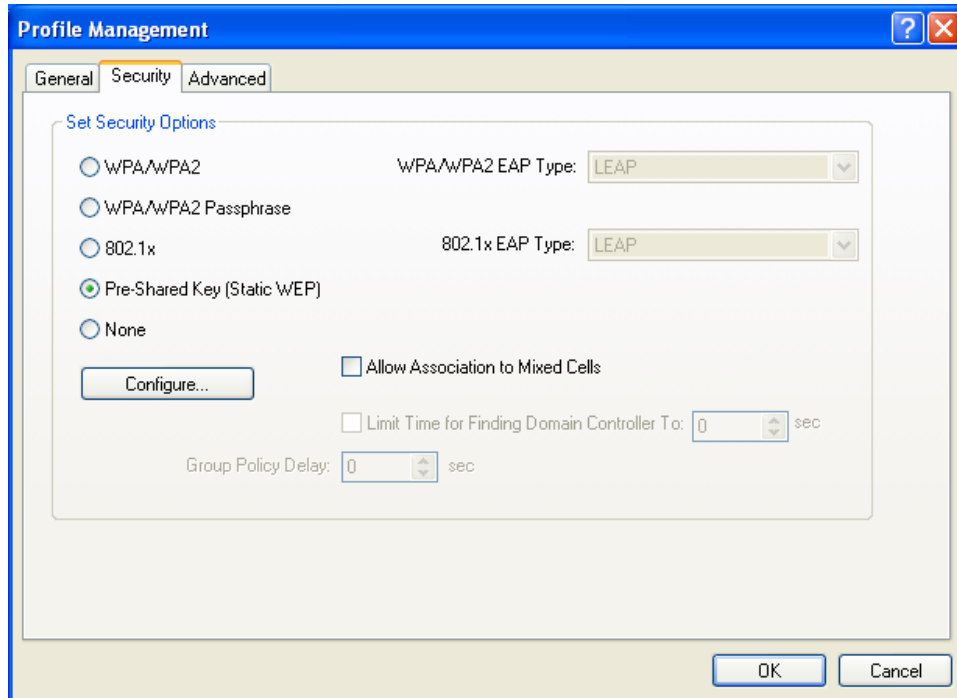 Profile Management
General Security Advanced
Set Security Options
WPA/WPA2 WPA/WPA2 EAP Type: LEAP
WPA/WPA2 Passphrase
802.1x 802.1x EAP Type: LEAP
Pre-Shared Key (Static WEP)
None
Allow Association to Mixed Cells
Configure...
Limit Time for Finding Domain Controller To: 0 sec
Group Policy Delay: 0 sec
OK Cancel